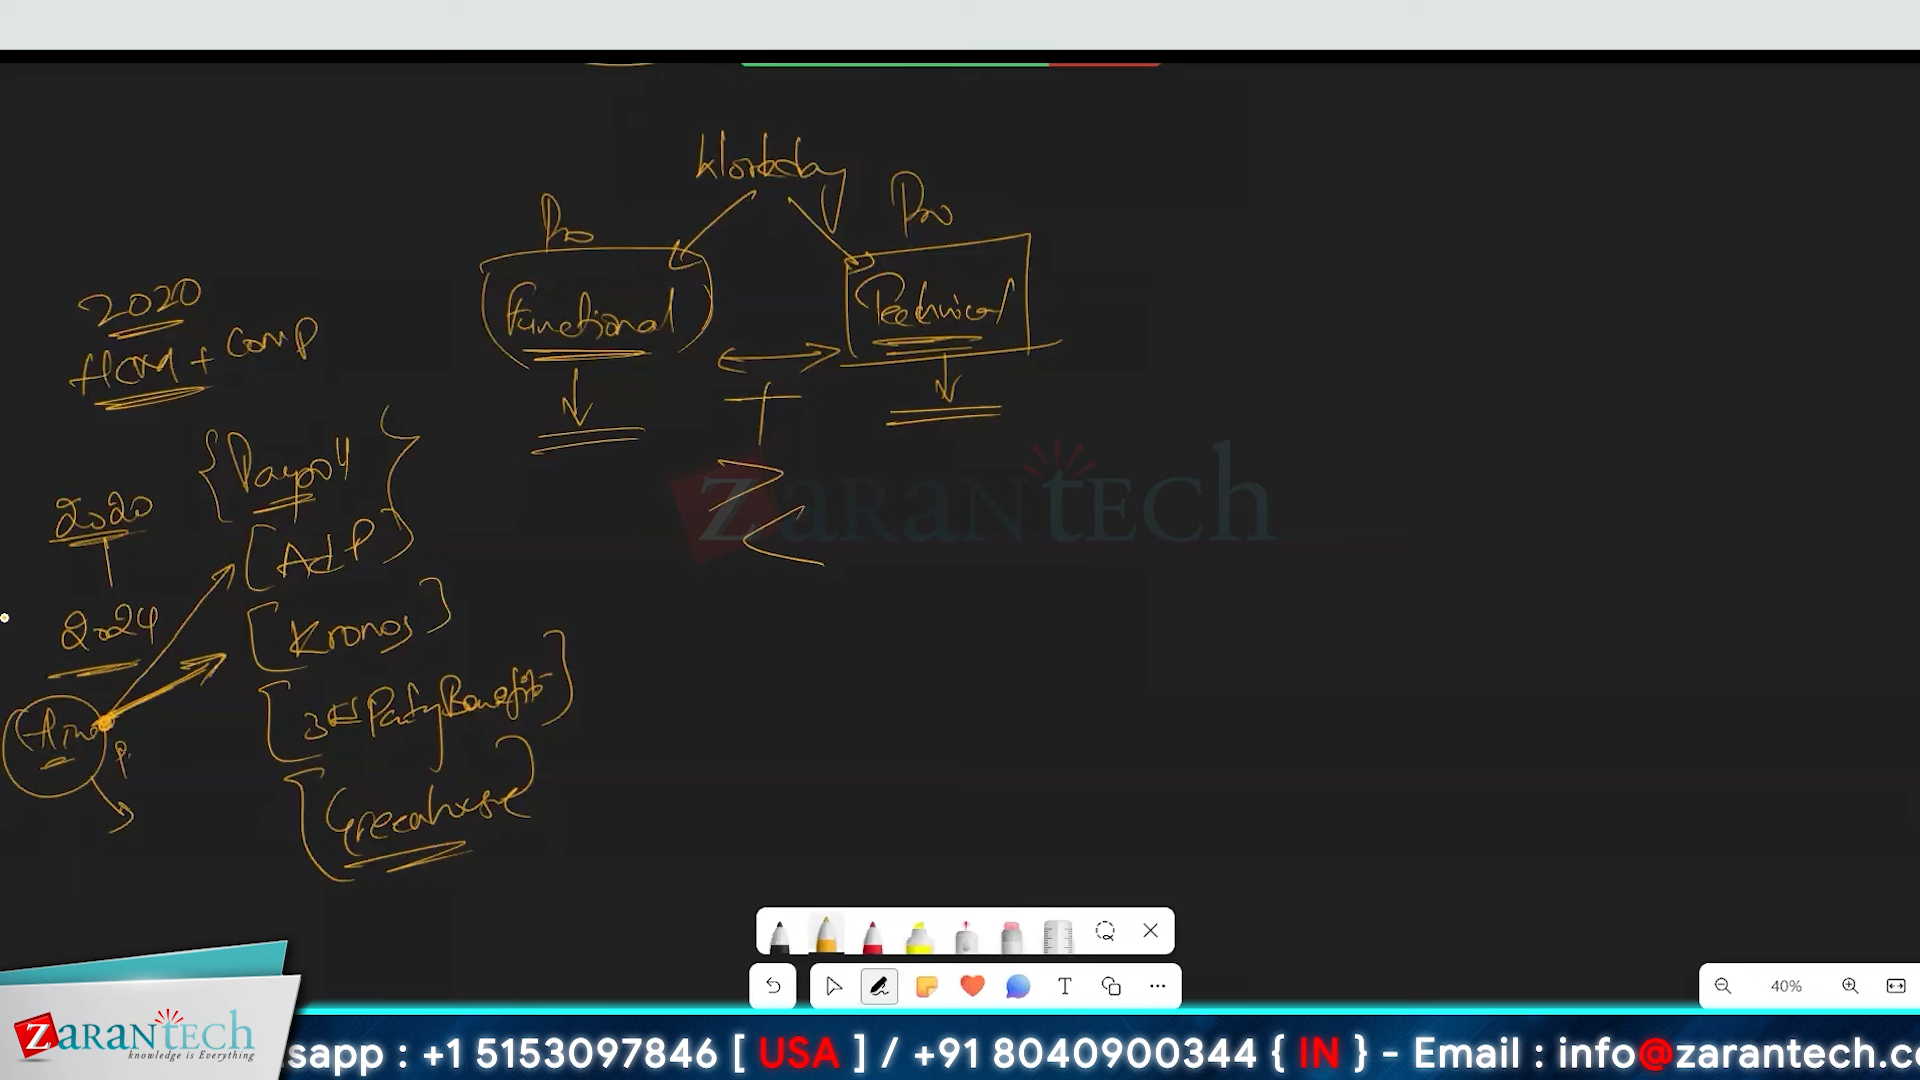 Workday
Pro
Pro
Functional
Technical
2020
HCM + Comp
Payroll
2020
AdP
2024
Kronos
3rd Party Benefits
Greenhouse
ZARANTECH
40%
ZARANTECH
knowledge is Everything
sapp : +1 5153097846 [ USA ] / +91 8040900344 { IN } - Email : info@zarantech.c